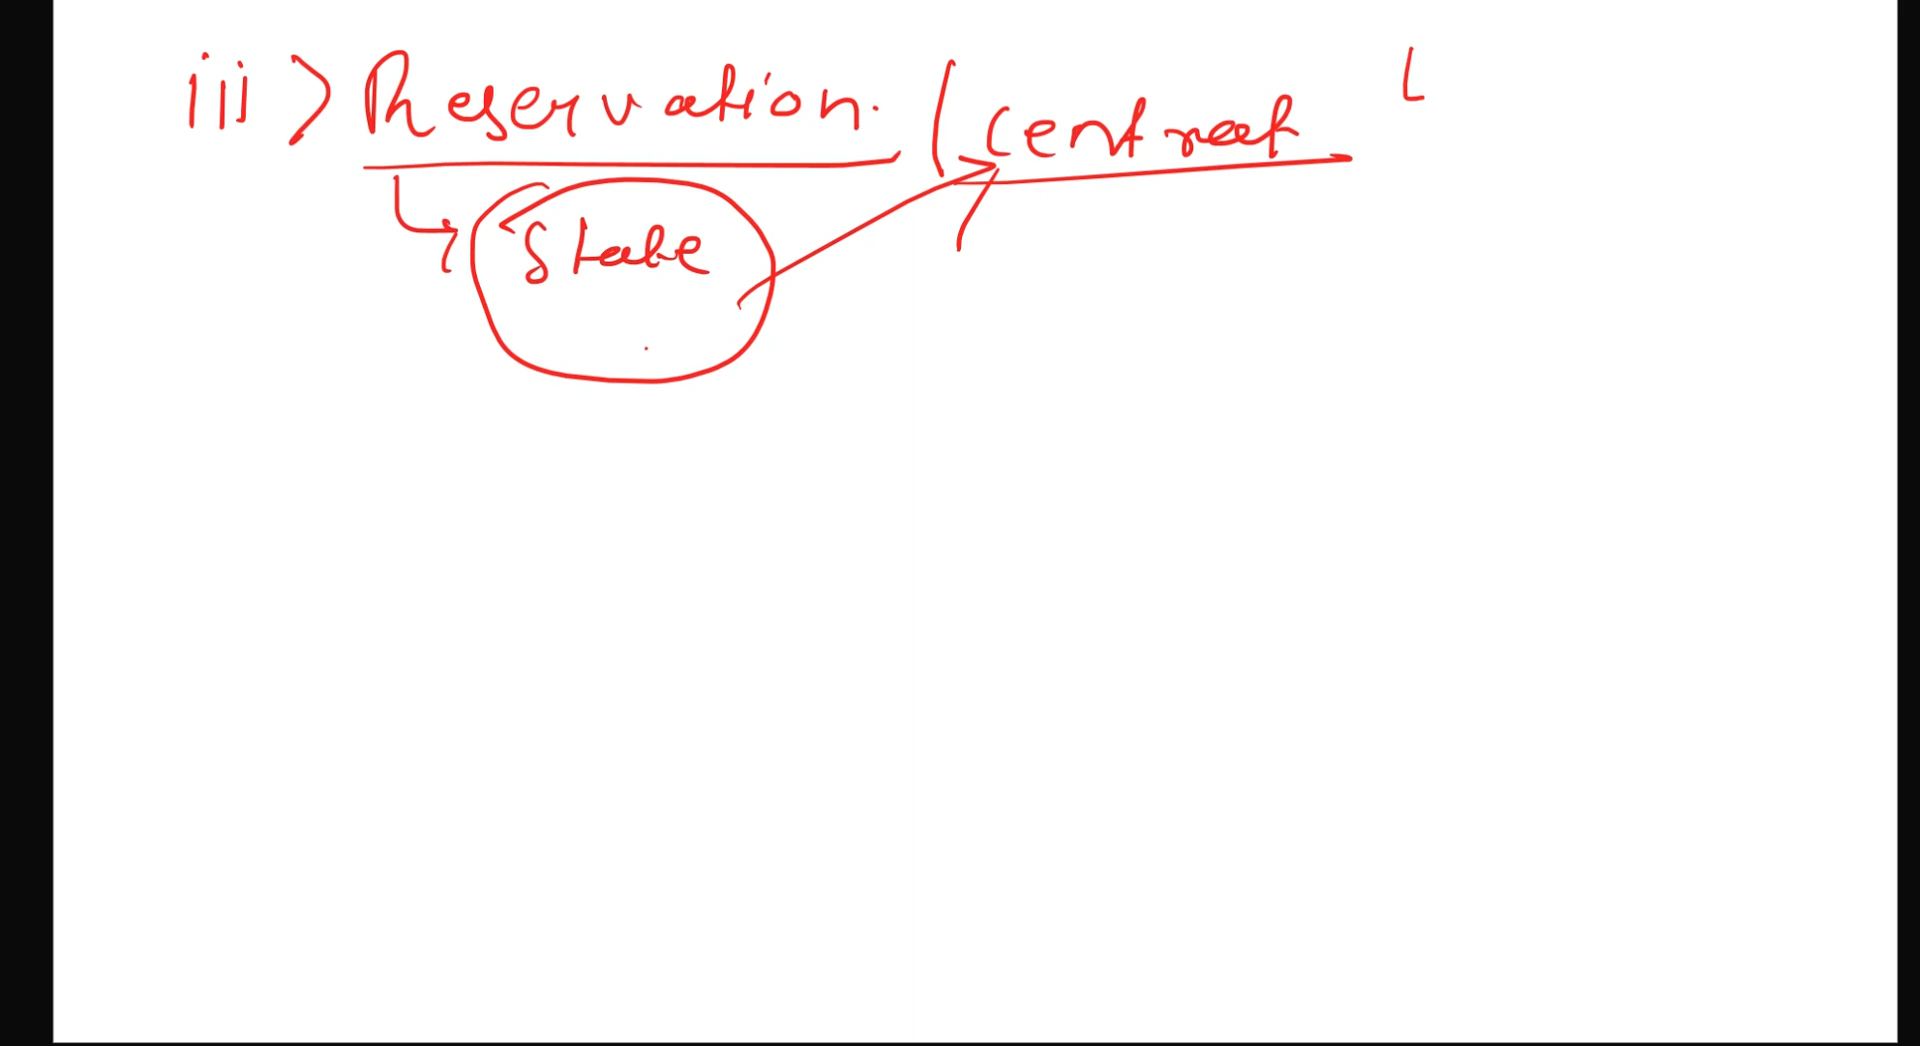 iii > Reservation. ( Central
State